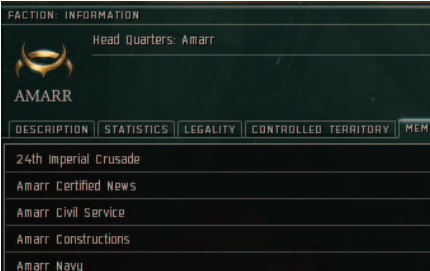 FACTION: INFORMATION
Head Quarters: Amarr
AMARR
DESCRIPTION STATISTICS LEGALITY CONTROLLED TERRITORY MEM
24th Imperial Crusade
Amarr Certified News
Amarr Civil Service
Amarr Constructions
Amarr Navy